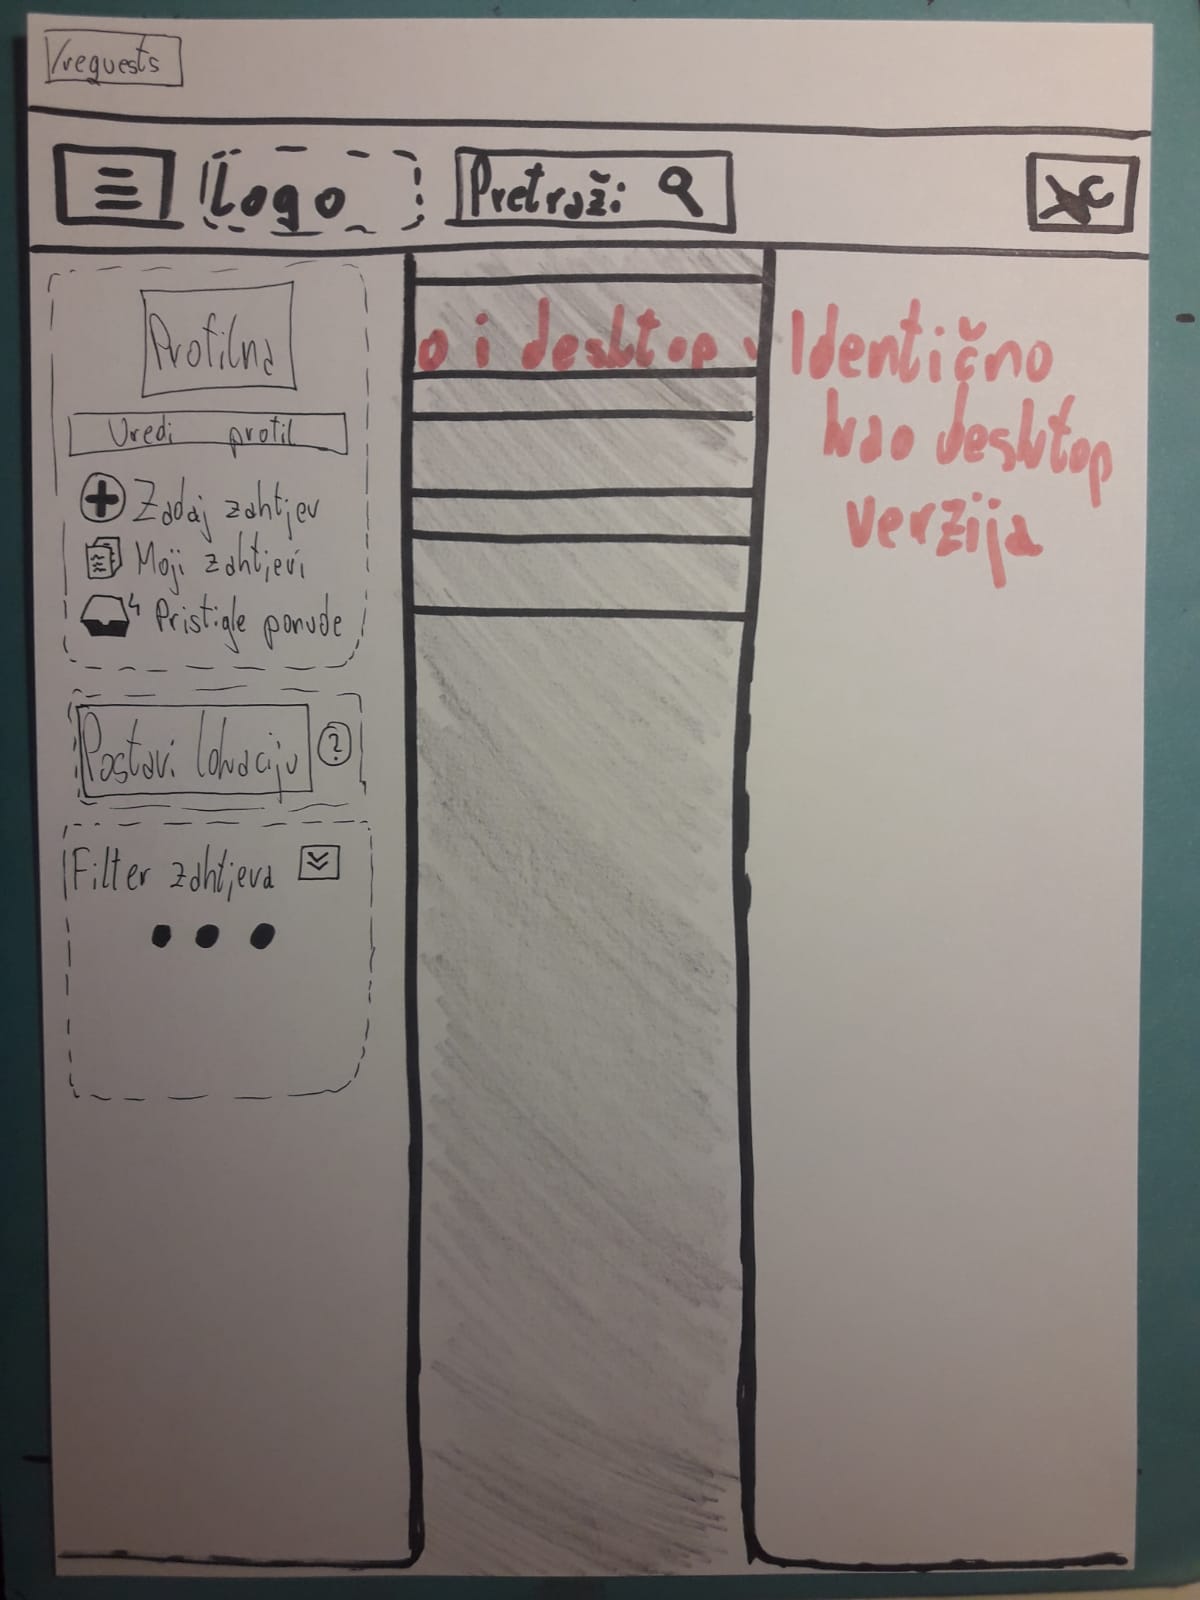 /requests
Logo
Pretraži
Profilna
Uredi profil
Zadaj zahtjev
Moji zahtjevi
4 Pristigle ponude
Postavi lokaciju ?
Filter zahtjeva
o i desktop v
Identično
kao desktop
verzija